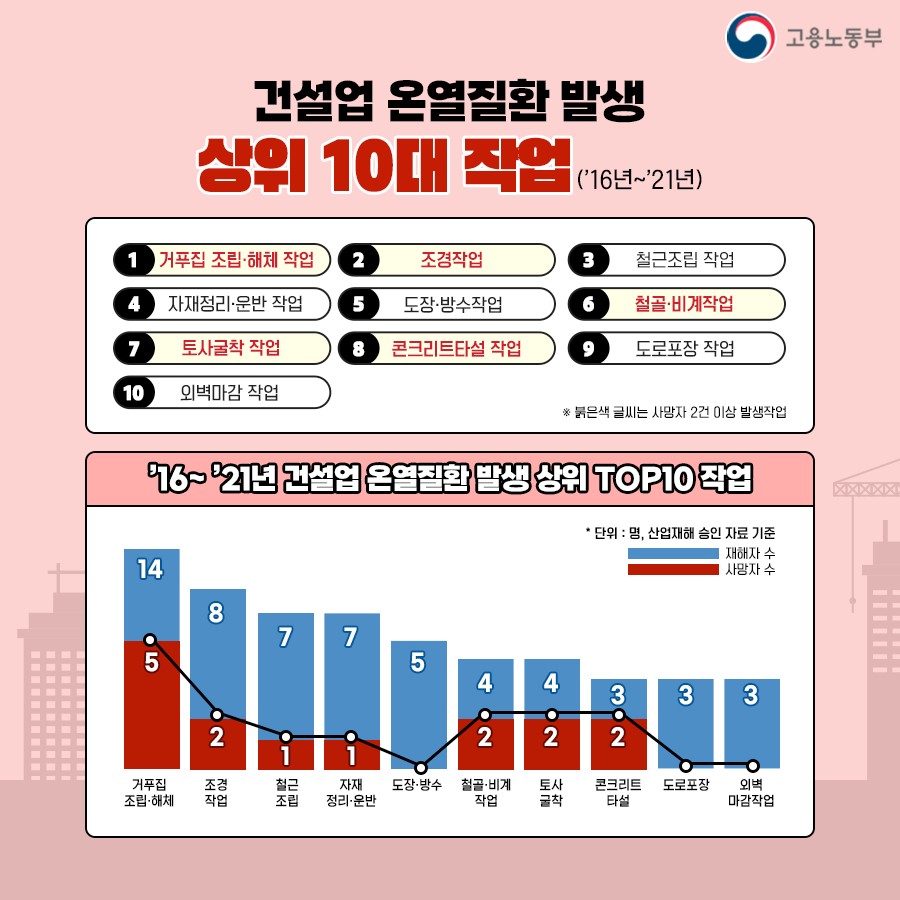 고용노동부
건설업 온열질환 발생
상위 10대 작업 ('16년~'21년)
1 거푸집 조립·해체 작업
2 조경작업
3 철근조립 작업
4 자재정리·운반 작업
5 도장·방수작업
6 철골·비계작업
7 토사굴착 작업
8 콘크리트타설 작업
9 도로포장 작업
10 외벽마감 작업
※ 붉은색 글씨는 사망자 2건 이상 발생작업
'16~ '21년 건설업 온열질환 발생 상위 TOP10 작업
* 단위 : 명, 산업재해 승인 자료 기준
재해자 수
사망자 수
14 8 7 7 5 4 4 3 3 3
5 2 1 1 2 2 2
거푸집 조경 철근 자재 도장·방수 철골·비계 토사 콘크리트 도로포장 외벽
조립·해체 작업 조립 정리·운반 작업 굴착 타설 마감작업